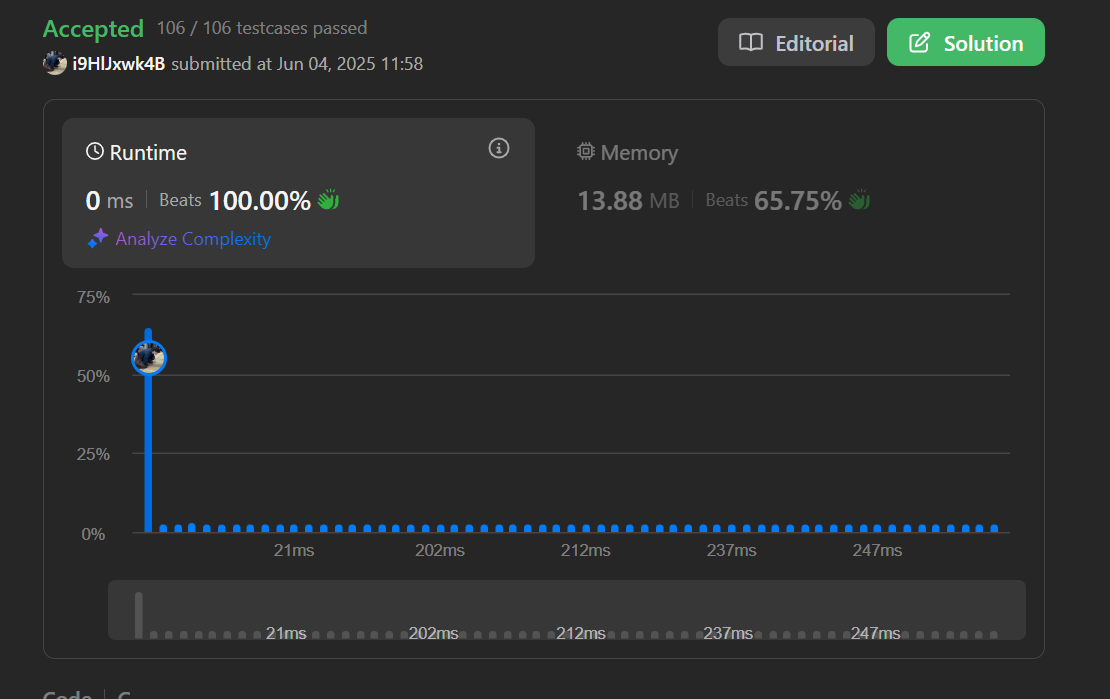 Accepted 106 / 106 testcases passed
i9HlJxwk4B submitted at Jun 04, 2025 11:58
Editorial
Solution
Runtime
0 ms Beats 100.00%
Analyze Complexity
Memory
13.88 MB Beats 65.75%
75%
50%
25%
0%
21ms 202ms 212ms 237ms 247ms
21ms 202ms 212ms 237ms 247ms
Code